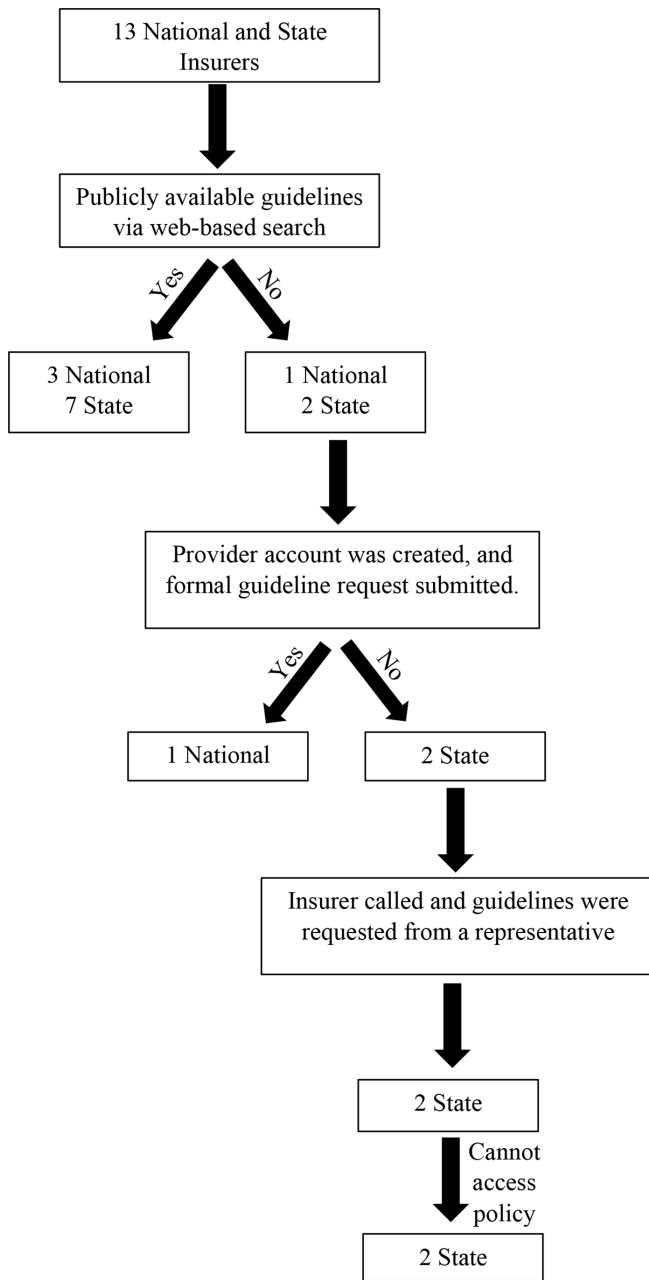 13 National and State
Insurers
Publicly available guidelines
via web-based search
Yes
No
3 National
7 State
1 National
2 State
Provider account was created, and
formal guideline request submitted.
Yes
No
1 National
2 State
Insurer called and guidelines were
requested from a representative
2 State
Cannot
access
policy
2 State